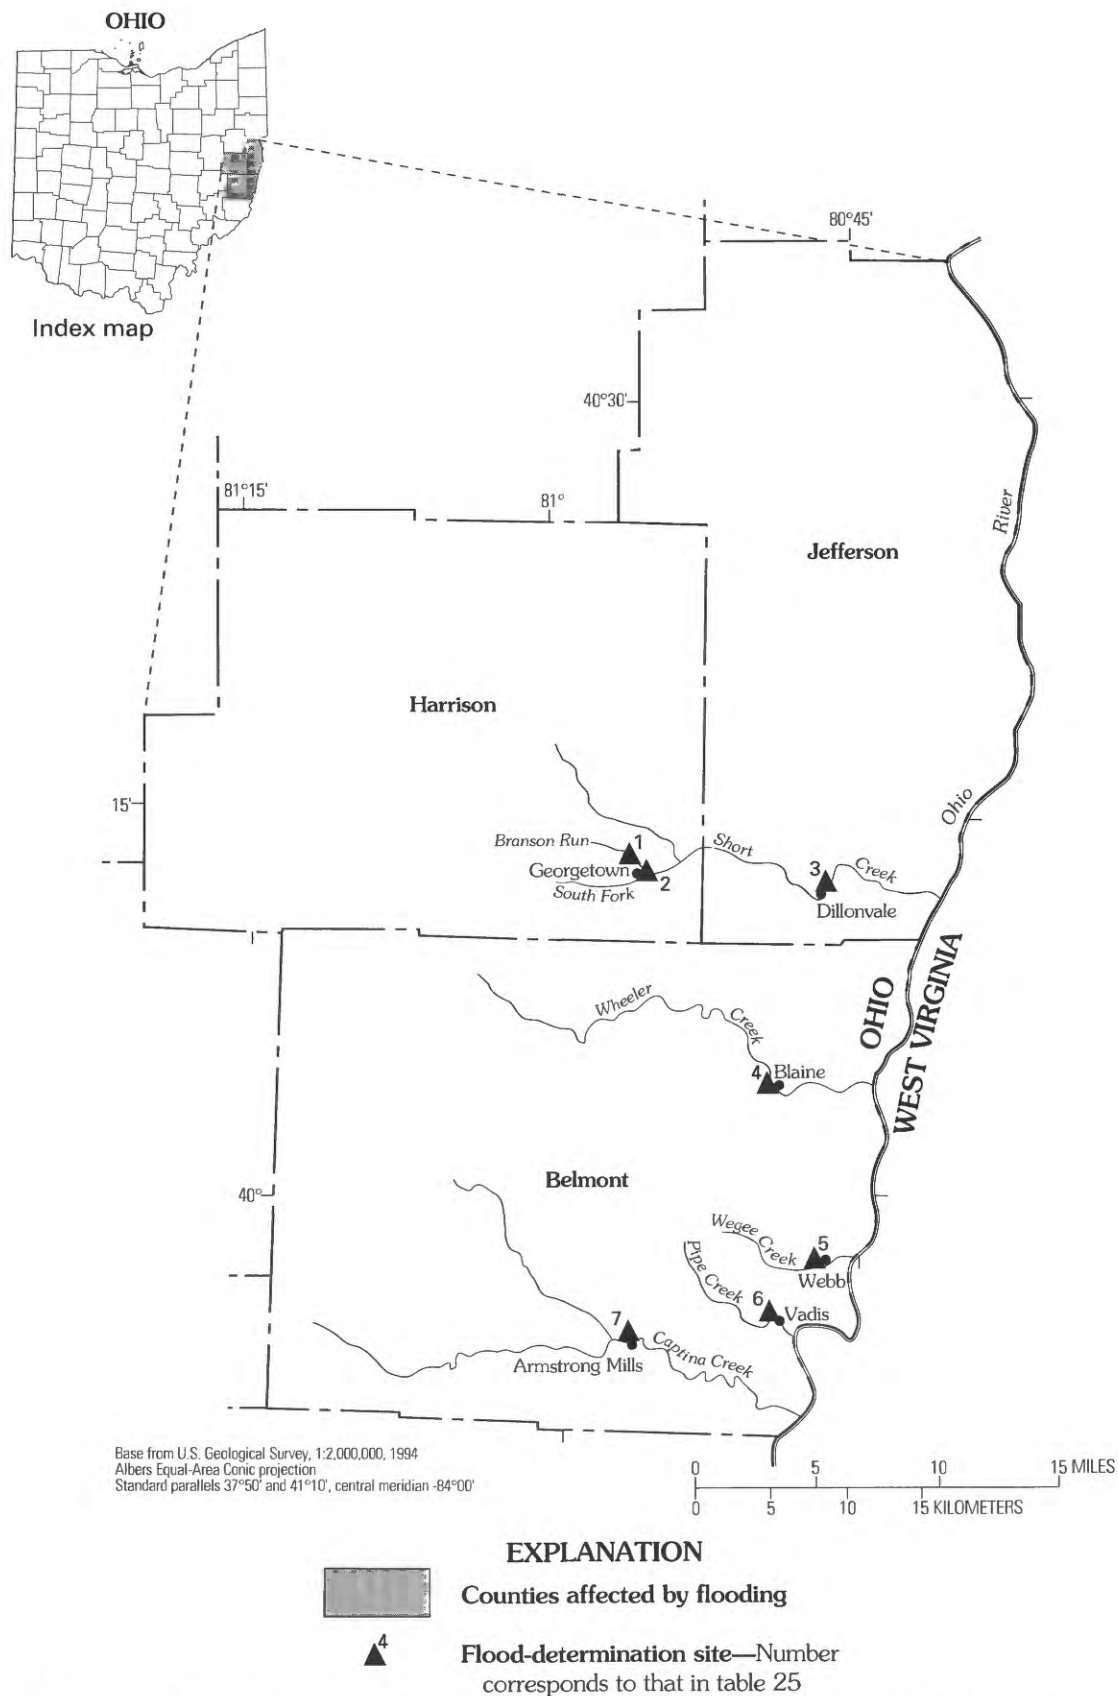 OHIO
Index map
80°45'
40°30'
81°15'
81°
River
Jefferson
Harrison
15'
Ohio
Branson Run
1
Short
Georgetown
2
3
Creek
South Fork
Dillonvale
OHIO
WEST VIRGINIA
Wheeler
Creek
4
Blaine
Belmont
40°
Wegee Creek
5
Pipe Creek
Webb
6
Vadis
7
Captina Creek
Armstrong Mills
Base from U.S. Geological Survey, 1:2,000,000, 1994
Albers Equal-Area Conic projection
Standard parallels 37°50' and 41°10', central meridian -84°00'
0 5 10 15 MILES
0 5 10 15 KILOMETERS
EXPLANATION
Counties affected by flooding
4
Flood-determination site—Number
corresponds to that in table 25